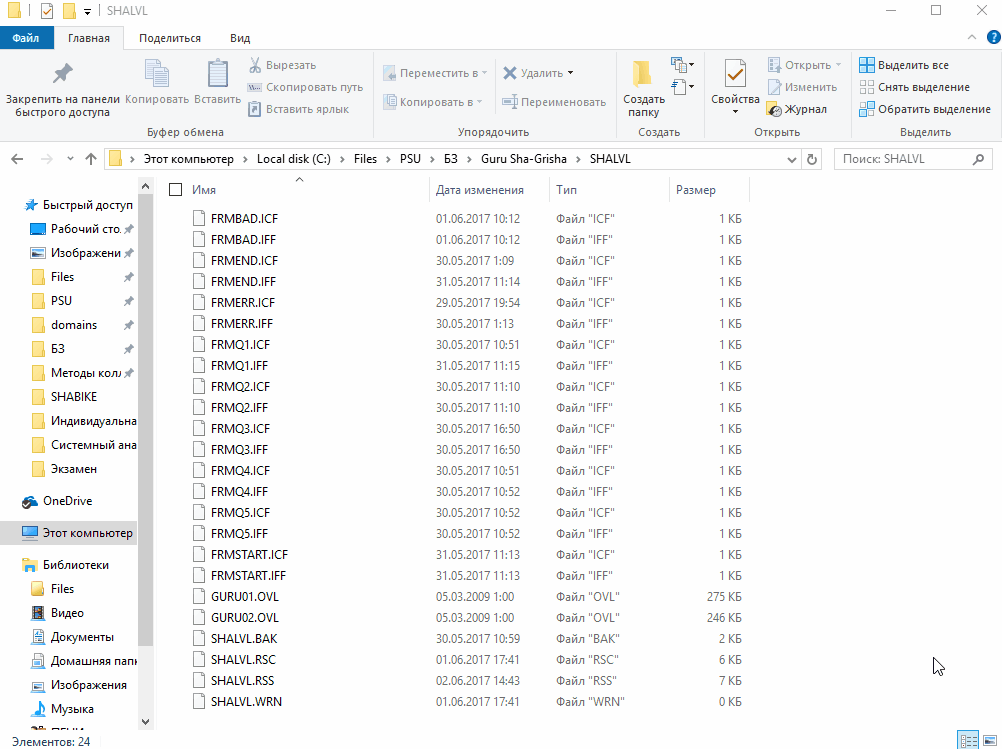 SHALVL
Файл Главная Поделиться Вид
Закрепить на панели быстрого доступа
Копировать
Вставить
Вырезать
Скопировать путь
Вставить ярлык
Буфер обмена
Переместить в
Копировать в
Удалить
Переименовать
Упорядочить
Создать папку
Создать
Свойства
Открыть
Изменить
Журнал
Открыть
Выделить все
Снять выделение
Обратить выделение
Выделить
Этот компьютер > Local disk (C:) > Files > PSU > БЗ > Guru Sha-Grisha > SHALVL
Поиск: SHALVL
Быстрый доступ
Рабочий сто.
Изображени
Files
PSU
domains
БЗ
Методы колл
SHABIKE
Индивидуальна
Системный ана
Экзамен
OneDrive
Этот компьютер
Библиотеки
Files
Видео
Документы
Домашняя папк
Изображения
Музыка
Имя Дата изменения Тип Размер
FRMBAD.ICF 01.06.2017 10:12 Файл "ICF" 1 КБ
FRMBAD.IFF 01.06.2017 10:12 Файл "IFF" 1 КБ
FRMEND.ICF 30.05.2017 1:09 Файл "ICF" 1 КБ
FRMEND.IFF 31.05.2017 11:14 Файл "IFF" 1 КБ
FRMERR.ICF 29.05.2017 19:54 Файл "ICF" 1 КБ
FRMERR.IFF 30.05.2017 1:13 Файл "IFF" 1 КБ
FRMQ1.ICF 30.05.2017 10:51 Файл "ICF" 1 КБ
FRMQ1.IFF 31.05.2017 11:15 Файл "IFF" 1 КБ
FRMQ2.ICF 30.05.2017 11:10 Файл "ICF" 1 КБ
FRMQ2.IFF 30.05.2017 11:10 Файл "IFF" 1 КБ
FRMQ3.ICF 30.05.2017 16:50 Файл "ICF" 1 КБ
FRMQ3.IFF 30.05.2017 16:50 Файл "IFF" 1 КБ
FRMQ4.ICF 30.05.2017 10:51 Файл "ICF" 1 КБ
FRMQ4.IFF 30.05.2017 10:52 Файл "IFF" 1 КБ
FRMQ5.ICF 30.05.2017 10:52 Файл "ICF" 1 КБ
FRMQ5.IFF 30.05.2017 10:52 Файл "IFF" 1 КБ
FRMSTART.ICF 31.05.2017 11:13 Файл "ICF" 1 КБ
FRMSTART.IFF 31.05.2017 11:13 Файл "IFF" 1 КБ
GURU01.OVL 05.03.2009 1:00 Файл "OVL" 275 КБ
GURU02.OVL 05.03.2009 1:00 Файл "OVL" 246 КБ
SHALVL.BAK 30.05.2017 10:59 Файл "BAK" 2 КБ
SHALVL.RSC 01.06.2017 17:41 Файл "RSC" 6 КБ
SHALVL.RSS 02.06.2017 14:43 Файл "RSS" 7 КБ
SHALVL.WRN 01.06.2017 17:41 Файл "WRN" 0 КБ
Элементов: 24